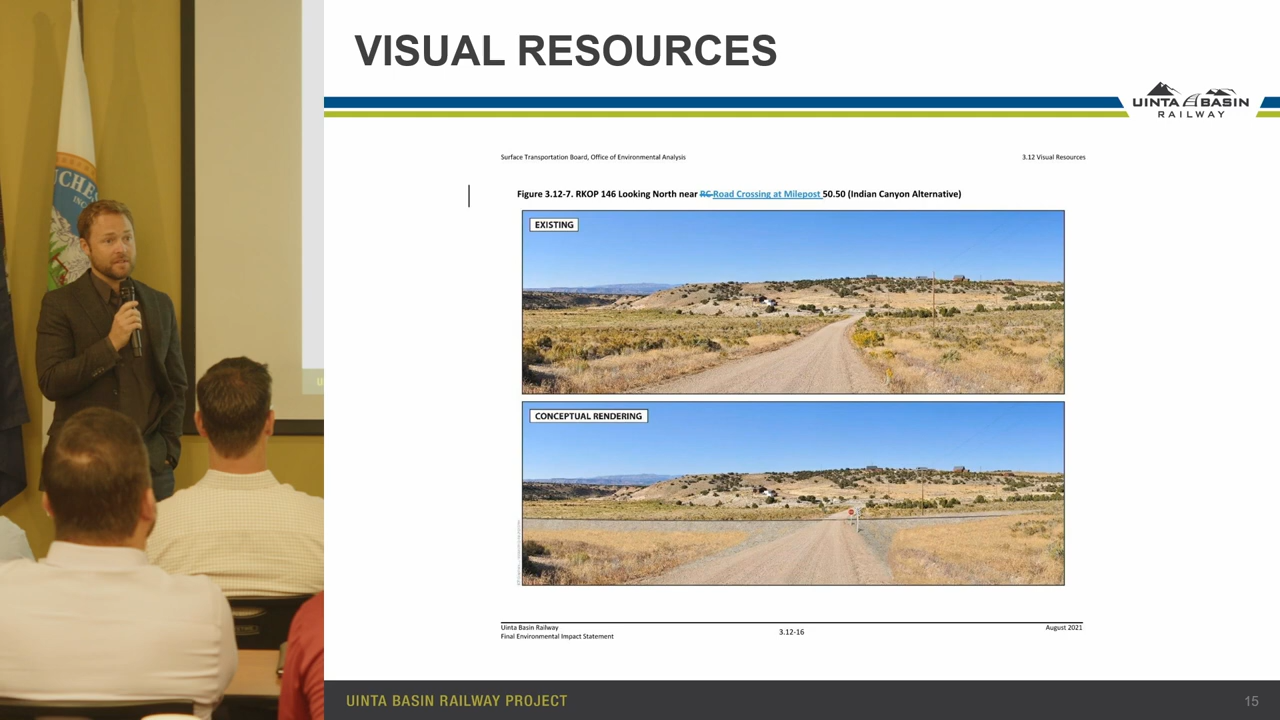 VISUAL RESOURCES
UINTA BASIN
RAILWAY
Surface Transportation Board, Office of Environmental Analysis
3.12 Visual Resources
Figure 3.12-7. RKOP 146 Looking North near RC Road Crossing at Milepost 50.50 (Indian Canyon Alternative)
EXISTING
CONCEPTUAL RENDERING
Uinta Basin Railway
Final Environmental Impact Statement
3.12-16
August 2021
UINTA BASIN RAILWAY PROJECT
15